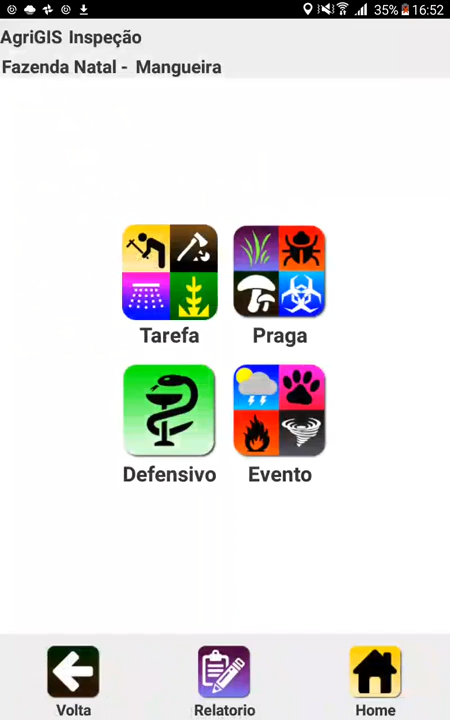 35% 16:52
AgriGIS Inspeção
Fazenda Natal - Mangueira
Tarefa Praga
Defensivo Evento
Volta Relatorio Home